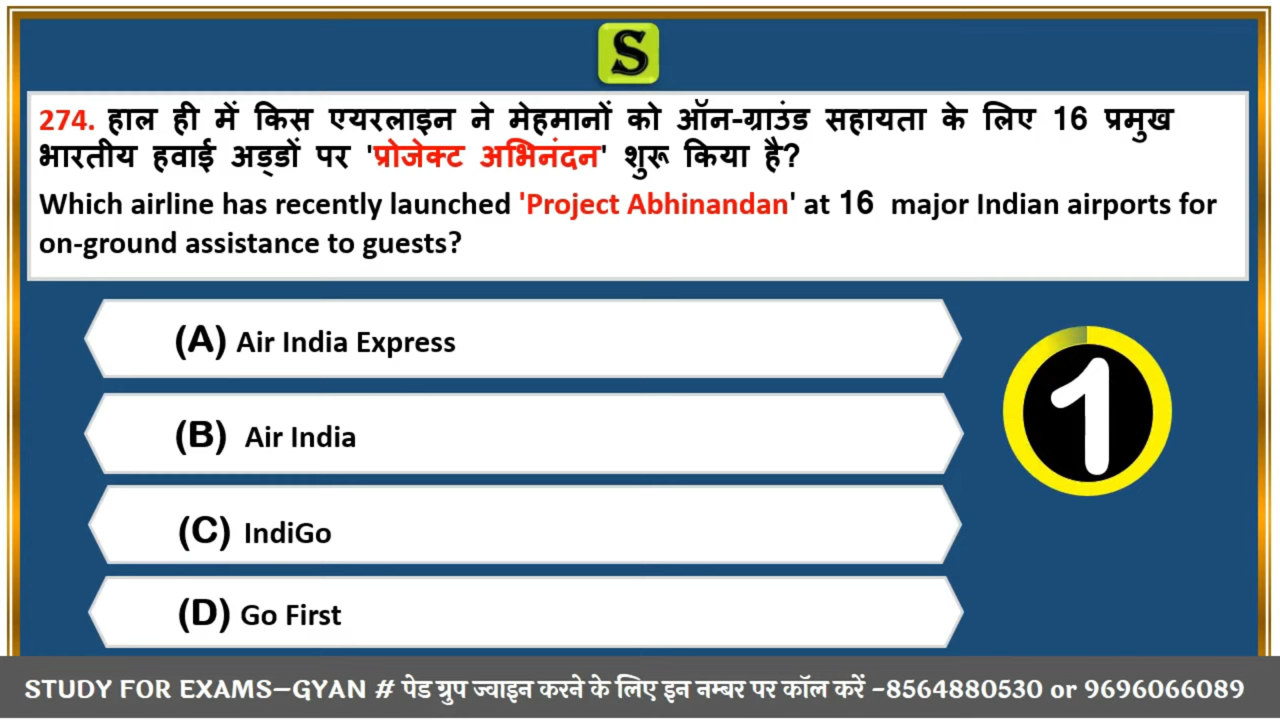 S
274. हाल ही में किस एयरलाइन ने मेहमानों को ऑन-ग्राउंड सहायता के लिए 16 प्रमुख
भारतीय हवाई अड्डों पर 'प्रोजेक्ट अभिनंदन' शुरू किया है?
Which airline has recently launched 'Project Abhinandan' at 16 major Indian airports for
on-ground assistance to guests?
(A) Air India Express
(B) Air India
(C) IndiGo
(D) Go First
1
STUDY FOR EXAMS–GYAN # पेड ग्रुप ज्वाइन करने के लिए इन नम्बर पर कॉल करें -8564880530 or 9696066089